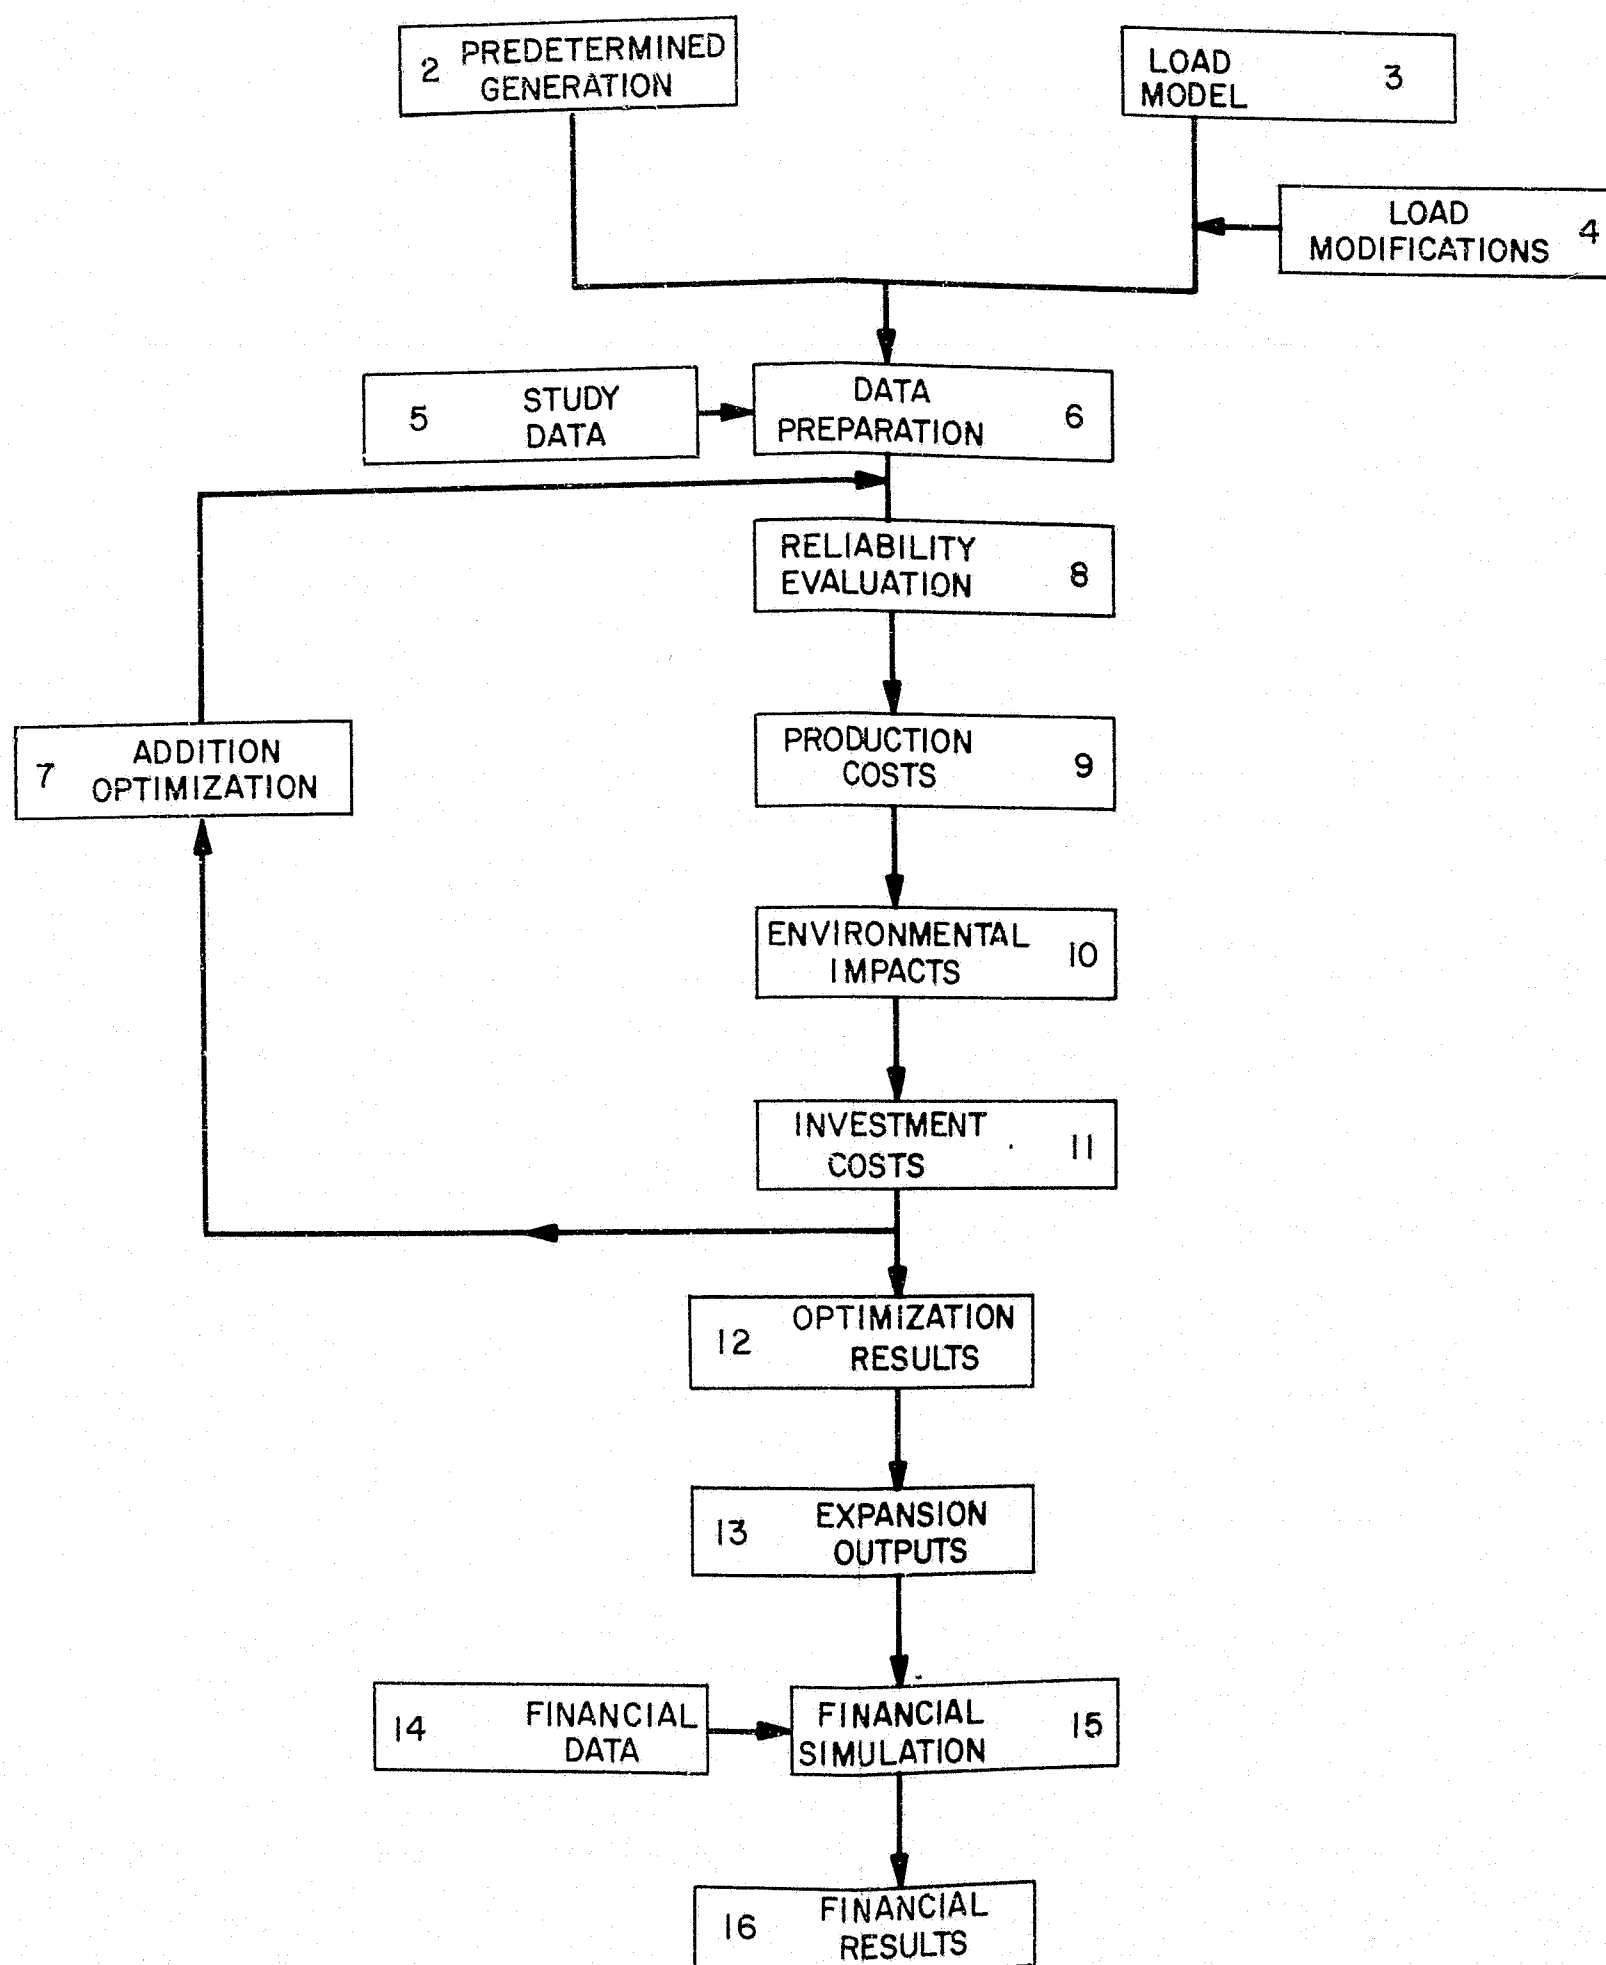 2 PREDETERMINED
GENERATION
LOAD
MODEL 3
LOAD
MODIFICATIONS 4
5 STUDY
DATA
DATA
PREPARATION 6
RELIABILITY
EVALUATION 8
7 ADDITION
OPTIMIZATION
PRODUCTION
COSTS 9
ENVIRONMENTAL
IMPACTS 10
INVESTMENT
COSTS 11
12 OPTIMIZATION
RESULTS
13 EXPANSION
OUTPUTS
14 FINANCIAL
DATA
FINANCIAL 15
SIMULATION
16 FINANCIAL
RESULTS